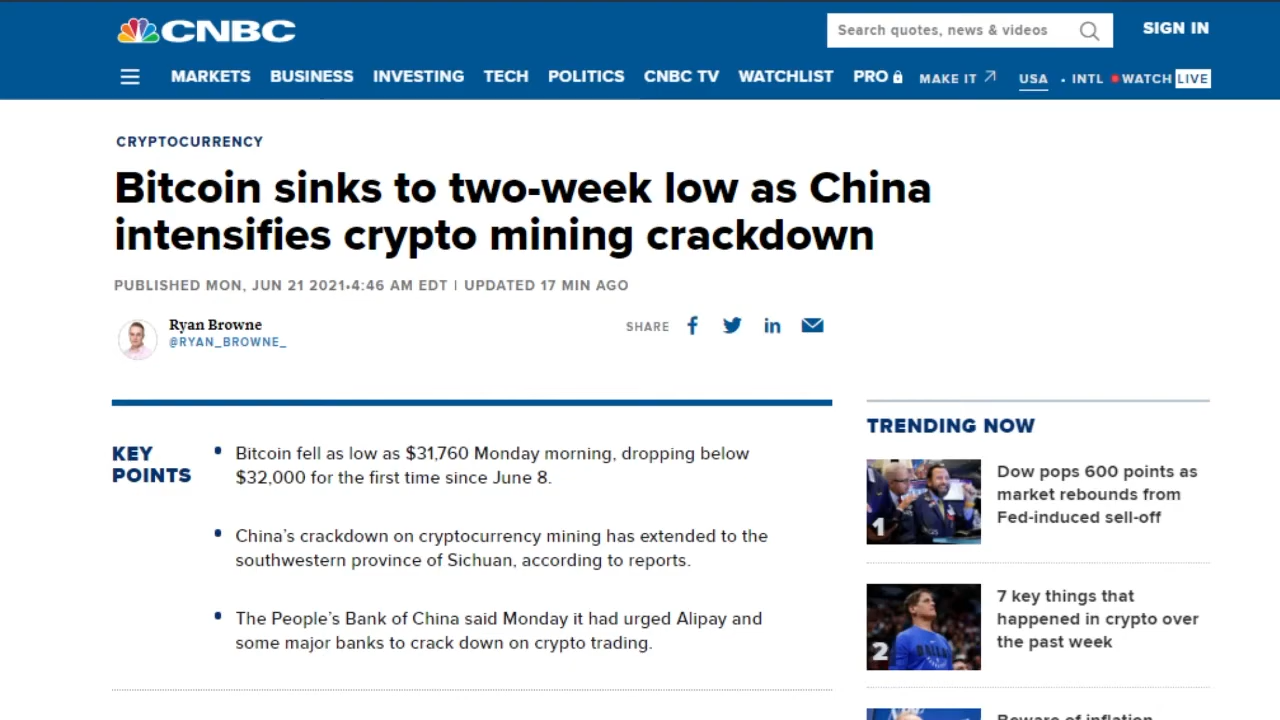 CNBC
Search quotes, news & videos
SIGN IN
MARKETS BUSINESS INVESTING TECH POLITICS CNBC TV WATCHLIST PRO MAKE IT USA • INTL WATCH LIVE
CRYPTOCURRENCY
Bitcoin sinks to two-week low as China
intensifies crypto mining crackdown
PUBLISHED MON, JUN 21 2021•4:46 AM EDT | UPDATED 17 MIN AGO
Ryan Browne
@RYAN_BROWNE_
SHARE
KEY
POINTS
• Bitcoin fell as low as $31,760 Monday morning, dropping below
$32,000 for the first time since June 8.
• China’s crackdown on cryptocurrency mining has extended to the
southwestern province of Sichuan, according to reports.
• The People’s Bank of China said Monday it had urged Alipay and
some major banks to crack down on crypto trading.
TRENDING NOW
1
Dow pops 600 points as
market rebounds from
Fed-induced sell-off
2
DALLAS
7 key things that
happened in crypto over
the past week
Beware of inflation